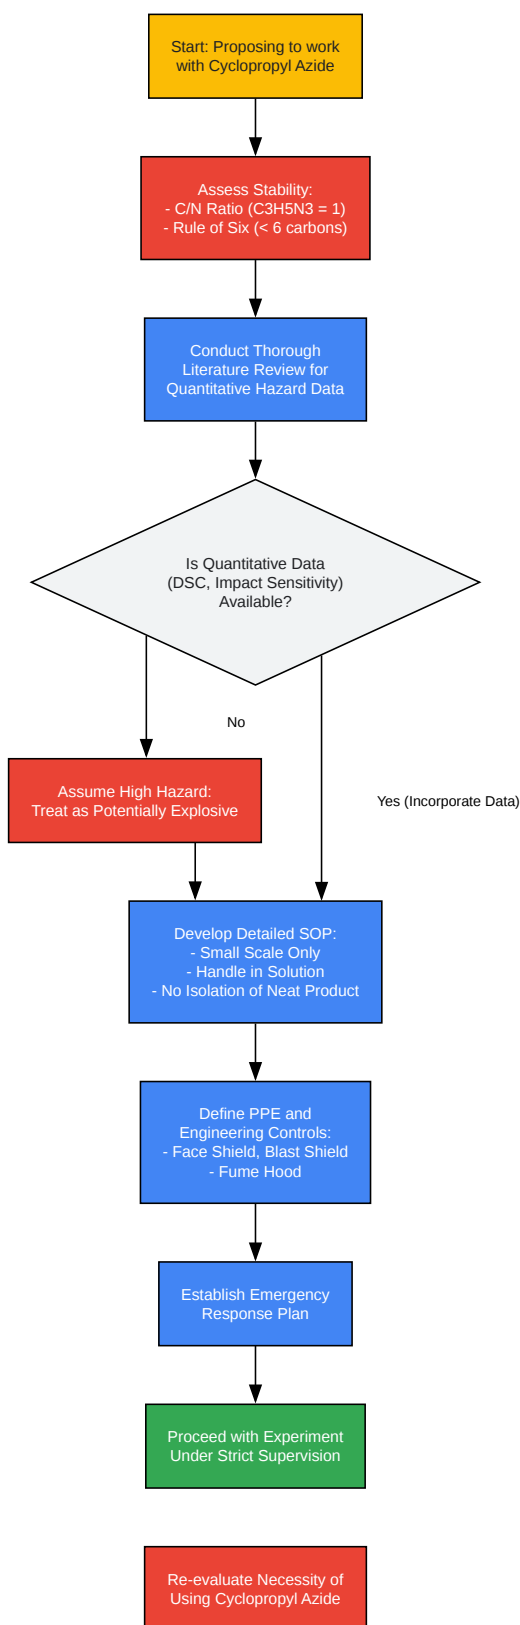 Start: Proposing to work
with Cyclopropyl Azide
Assess Stability:
- C/N Ratio (C3H5N3 = 1)
- Rule of Six (< 6 carbons)
Conduct Thorough
Literature Review for
Quantitative Hazard Data
Is Quantitative Data
(DSC, Impact Sensitivity)
Available?
No
Yes (Incorporate Data)
Assume High Hazard:
Treat as Potentially Explosive
Develop Detailed SOP:
- Small Scale Only
- Handle in Solution
- No Isolation of Neat Product
Define PPE and
Engineering Controls:
- Face Shield, Blast Shield
- Fume Hood
Establish Emergency
Response Plan
Proceed with Experiment
Under Strict Supervision
Re-evaluate Necessity of
Using Cyclopropyl Azide